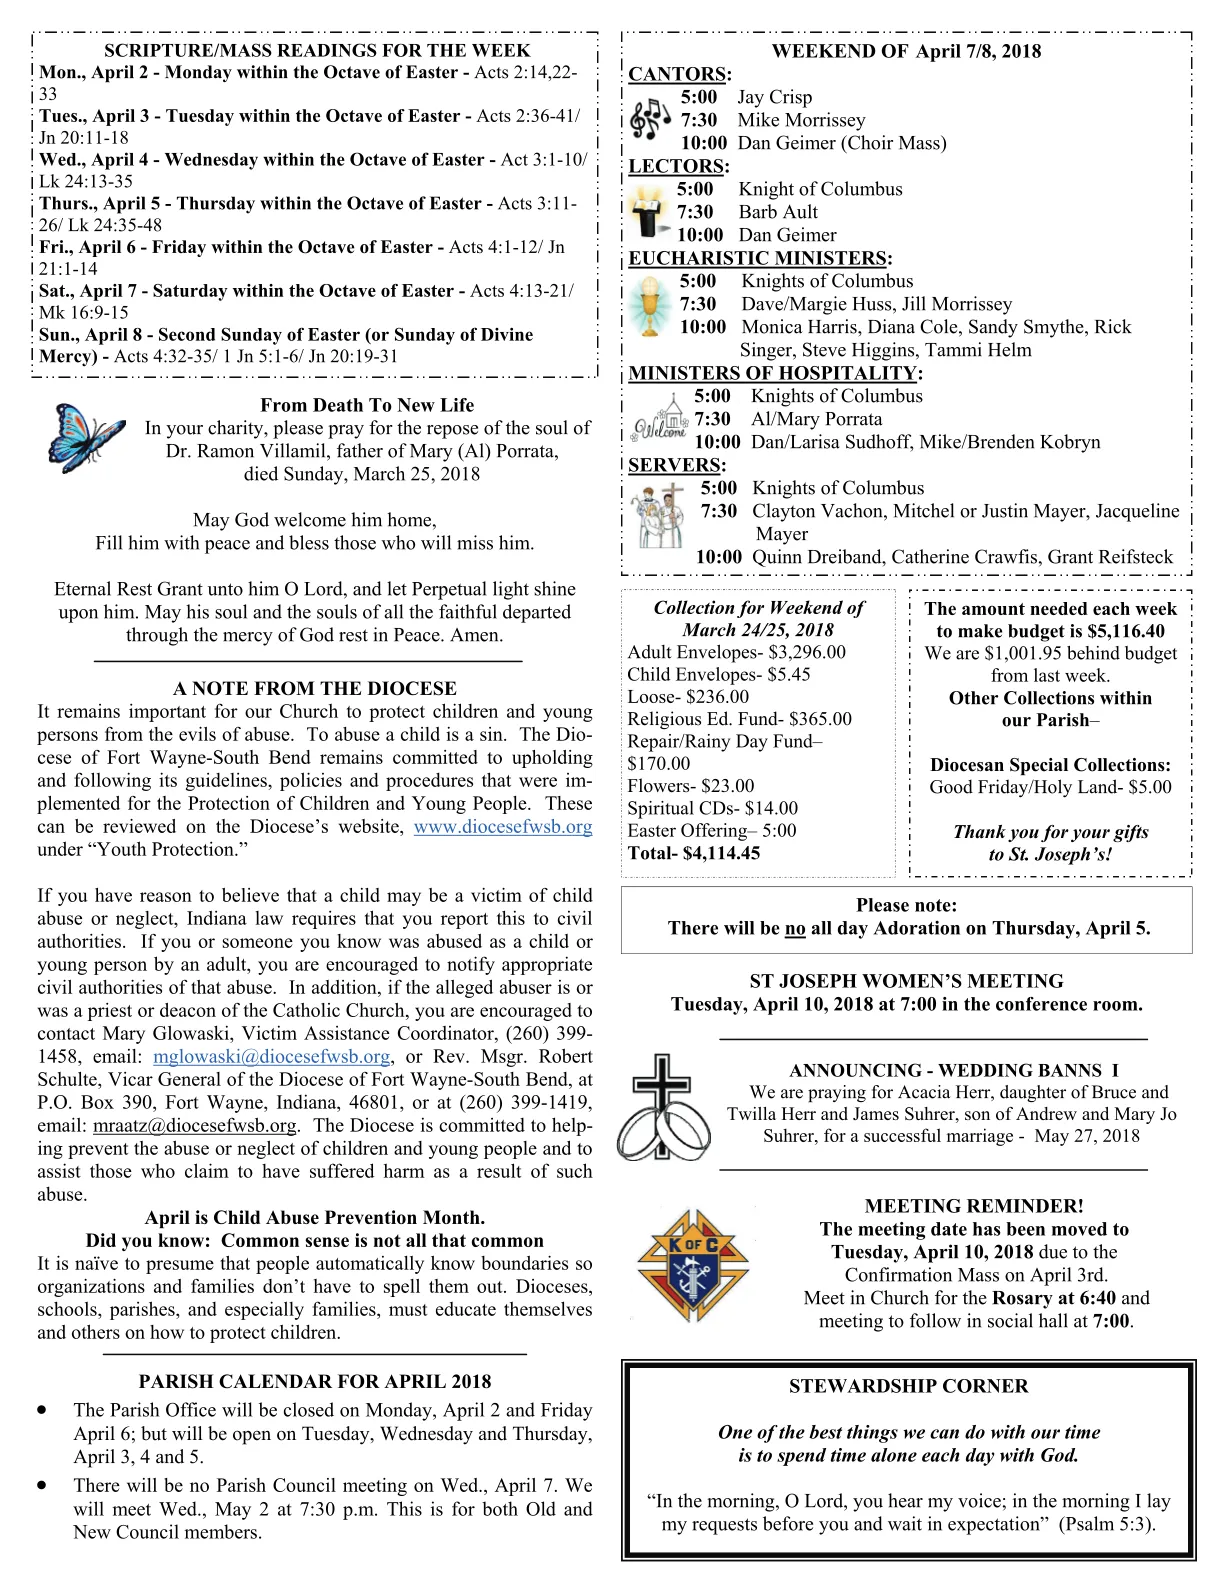 SCRIPTURE/MASS READINGS FOR THE WEEK
Mon., April 2 - Monday within the Octave of Easter - Acts 2:14,22-
33
Tues., April 3 - Tuesday within the Octave of Easter - Acts 2:36-41/
Jn 20:11-18
Wed., April 4 - Wednesday within the Octave of Easter - Act 3:1-10/
Lk 24:13-35
Thurs., April 5 - Thursday within the Octave of Easter - Acts 3:11-
26/ Lk 24:35-48
Fri., April 6 - Friday within the Octave of Easter - Acts 4:1-12/ Jn
21:1-14
Sat., April 7 - Saturday within the Octave of Easter - Acts 4:13-21/
Mk 16:9-15
Sun., April 8 - Second Sunday of Easter (or Sunday of Divine
Mercy) - Acts 4:32-35/ 1 Jn 5:1-6/ Jn 20:19-31
From Death To New Life
In your charity, please pray for the repose of the soul of
Dr. Ramon Villamil, father of Mary (Al) Porrata,
died Sunday, March 25, 2018
May God welcome him home,
Fill him with peace and bless those who will miss him.
Eternal Rest Grant unto him O Lord, and let Perpetual light shine
upon him. May his soul and the souls of all the faithful departed
through the mercy of God rest in Peace. Amen.
A NOTE FROM THE DIOCESE
It remains important for our Church to protect children and young
persons from the evils of abuse. To abuse a child is a sin. The Dio-
cese of Fort Wayne-South Bend remains committed to upholding
and following its guidelines, policies and procedures that were im-
plemented for the Protection of Children and Young People. These
can be reviewed on the Diocese's website, www.diocesefwsb.org
under “Youth Protection.”
If you have reason to believe that a child may be a victim of child
abuse or neglect, Indiana law requires that you report this to civil
authorities. If you or someone you know was abused as a child or
young person by an adult, you are encouraged to notify appropriate
civil authorities of that abuse. In addition, if the alleged abuser is or
was a priest or deacon of the Catholic Church, you are encouraged to
contact Mary Glowaski, Victim Assistance Coordinator, (260) 399-
1458, email: mglowaski@diocesefwsb.org, or Rev. Msgr. Robert
Schulte, Vicar General of the Diocese of Fort Wayne-South Bend, at
P.O. Box 390, Fort Wayne, Indiana, 46801, or at (260) 399-1419,
email: mraatz@diocesefwsb.org. The Diocese is committed to help-
ing prevent the abuse or neglect of children and young people and to
assist those who claim to have suffered harm as a result of such
abuse.
April is Child Abuse Prevention Month.
Did you know: Common sense is not all that common
It is naïve to presume that people automatically know boundaries so
organizations and families don't have to spell them out. Dioceses,
schools, parishes, and especially families, must educate themselves
and others on how to protect children.
PARISH CALENDAR FOR APRIL 2018
• The Parish Office will be closed on Monday, April 2 and Friday
April 6; but will be open on Tuesday, Wednesday and Thursday,
April 3, 4 and 5.
• There will be no Parish Council meeting on Wed., April 7. We
will meet Wed., May 2 at 7:30 p.m. This is for both Old and
New Council members.
WEEKEND OF April 7/8, 2018
CANTORS:
5:00 Jay Crisp
7:30 Mike Morrissey
10:00 Dan Geimer (Choir Mass)
LECTORS:
5:00 Knight of Columbus
7:30 Barb Ault
10:00 Dan Geimer
EUCHARISTIC MINISTERS:
5:00 Knights of Columbus
7:30 Dave/Margie Huss, Jill Morrissey
10:00 Monica Harris, Diana Cole, Sandy Smythe, Rick
Singer, Steve Higgins, Tammi Helm
MINISTERS OF HOSPITALITY:
5:00 Knights of Columbus
Welcome
7:30 Al/Mary Porrata
10:00 Dan/Larisa Sudhoff, Mike/Brenden Kobryn
SERVERS:
5:00 Knights of Columbus
7:30 Clayton Vachon, Mitchel or Justin Mayer, Jacqueline
Mayer
10:00 Quinn Dreiband, Catherine Crawfis, Grant Reifsteck
Collection for Weekend of
March 24/25, 2018
Adult Envelopes- $3,296.00
Child Envelopes- $5.45
Loose- $236.00
Religious Ed. Fund- $365.00
Repair/Rainy Day Fund–
$170.00
Flowers- $23.00
Spiritual CDs- $14.00
Easter Offering– 5:00
Total- $4,114.45
The amount needed each week
to make budget is $5,116.40
We are $1,001.95 behind budget
from last week.
Other Collections within
our Parish–
Diocesan Special Collections:
Good Friday/Holy Land- $5.00
Thank you for your gifts
to St. Joseph's!
Please note:
There will be no all day Adoration on Thursday, April 5.
ST JOSEPH WOMEN'S MEETING
Tuesday, April 10, 2018 at 7:00 in the conference room.
ANNOUNCING - WEDDING BANNS I
We are praying for Acacia Herr, daughter of Bruce and
Twilla Herr and James Suhrer, son of Andrew and Mary Jo
Suhrer, for a successful marriage - May 27, 2018
K OF C
MEETING REMINDER!
The meeting date has been moved to
Tuesday, April 10, 2018 due to the
Confirmation Mass on April 3rd.
Meet in Church for the Rosary at 6:40 and
meeting to follow in social hall at 7:00.
STEWARDSHIP CORNER
One of the best things we can do with our time
is to spend time alone each day with God.
“In the morning, O Lord, you hear my voice; in the morning I lay
my requests before you and wait in expectation” (Psalm 5:3).